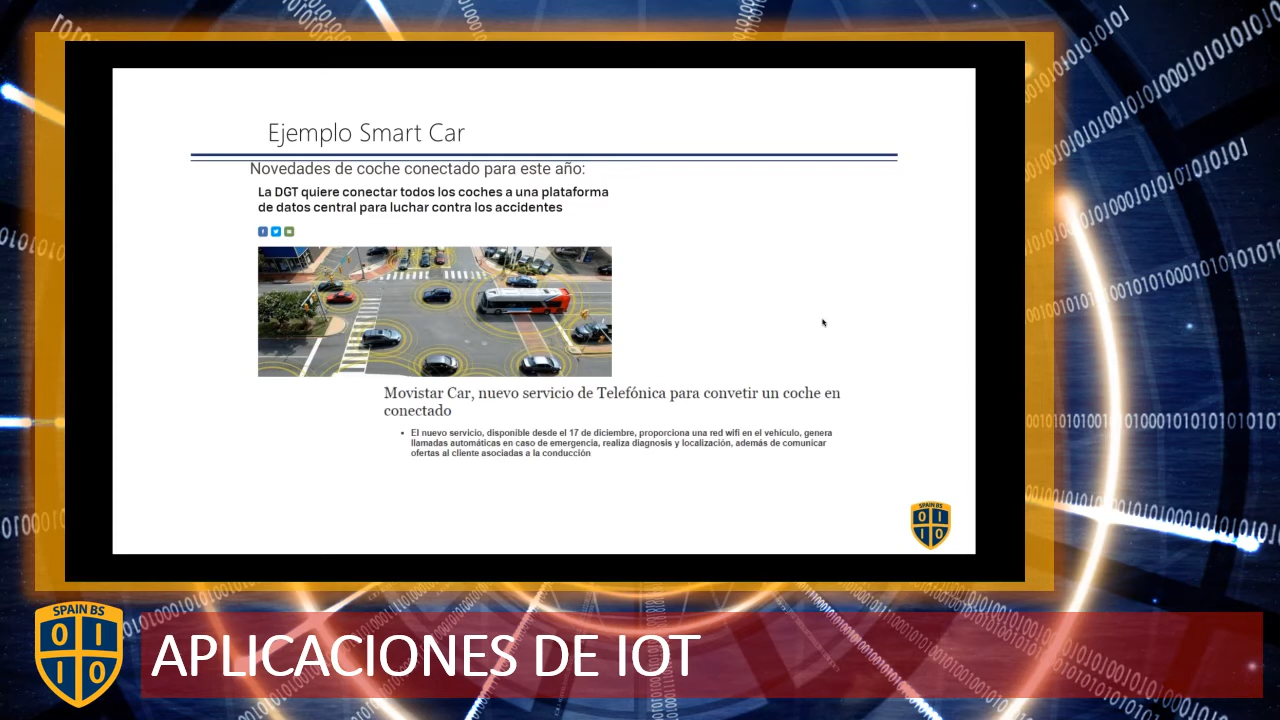 Ejemplo Smart Car
Novedades de coche conectado para este año:
La DGT quiere conectar todos los coches a una plataforma
de datos central para luchar contra los accidentes
Movistar Car, nuevo servicio de Telefónica para convetir un coche en
conectado
• El nuevo servicio, disponible desde el 17 de diciembre, proporciona una red wifi en el vehículo, genera
llamadas automáticas en caso de emergencia, realiza diagnosis y localización, además de comunicar
ofertas al cliente asociadas a la conducción
SPAIN BS
O I
I O
SPAIN BS
O I
I O
APLICACIONES DE IOT